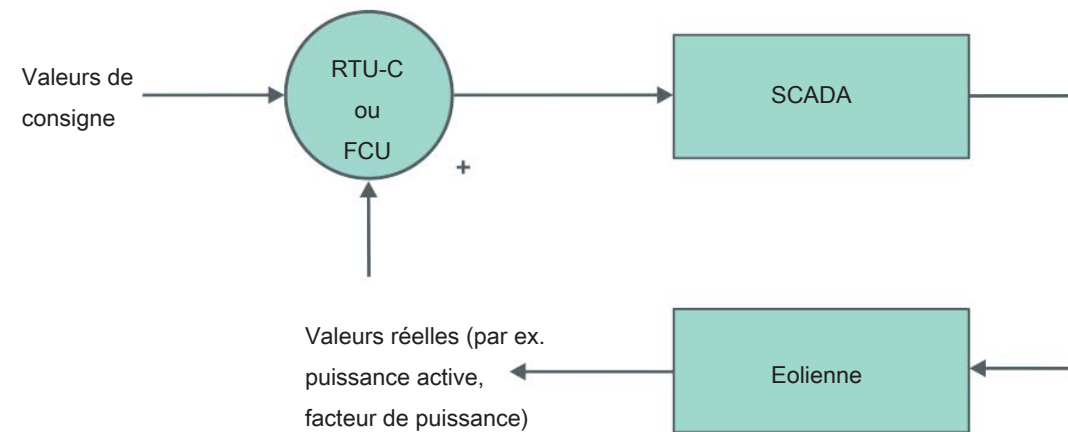 Valeurs de
consigne
RTU-C
ou
FCU
+
SCADA
Valeurs réelles (par ex.
puissance active,
facteur de puissance)
Eolienne